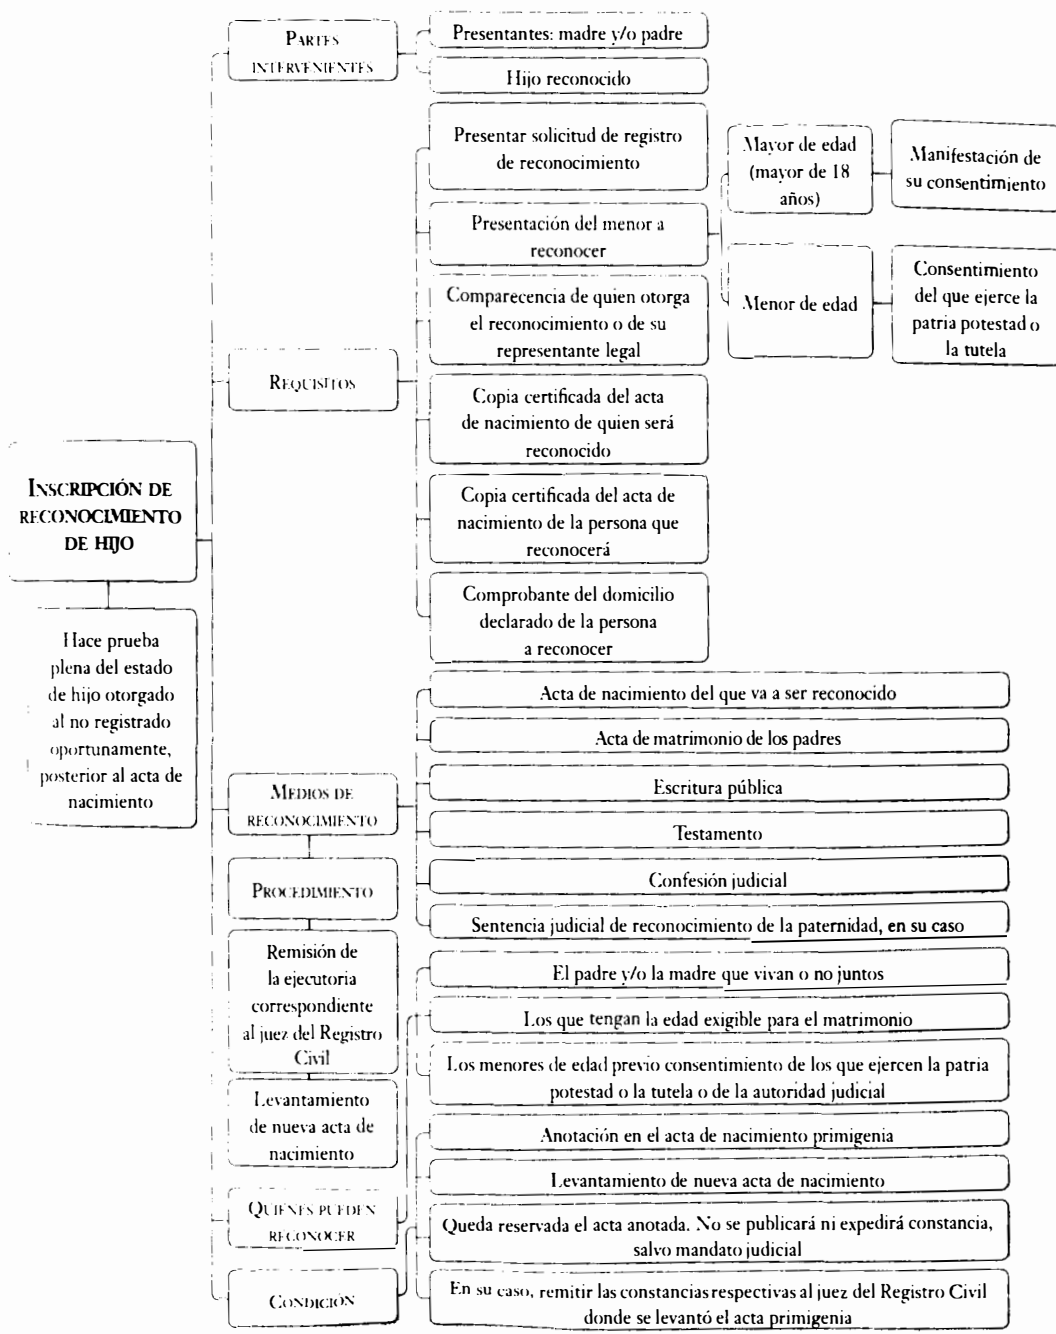 INSCRIPCIÓN DE
RECONOCIMIENTO
DE HIJO
Hace prueba
plena del estado
de hijo otorgado
al no registrado
oportunamente,
posterior al acta de
nacimiento
PARTES
INTERVENIENTES
Presentantes: madre y/o padre
Hijo reconocido
REQUISITOS
Presentar solicitud de registro
de reconocimiento
Presentación del menor a
reconocer
Mayor de edad
(mayor de 18
años)
Manifestación de
su consentimiento
Menor de edad
Consentimiento
del que ejerce la
patria potestad o
la tutela
Comparecencia de quien otorga
el reconocimiento o de su
representante legal
Copia certificada del acta
de nacimiento de quien será
reconocido
Copia certificada del acta de
nacimiento de la persona que
reconocerá
Comprobante del domicilio
declarado de la persona
a reconocer
MEDIOS DE
RECONOCIMIENTO
Acta de nacimiento del que va a ser reconocido
Acta de matrimonio de los padres
Escritura pública
Testamento
Confesión judicial
Sentencia judicial de reconocimiento de la paternidad, en su caso
PROCEDIMIENTO
Remisión de
la ejecutoria
correspondiente
al juez del Registro
Civil
Levantamiento
de nueva acta de
nacimiento
QUIENES PUEDEN
RECONOCER
El padre y/o la madre que vivan o no juntos
Los que tengan la edad exigible para el matrimonio
Los menores de edad previo consentimiento de los que ejercen la patria
potestad o la tutela o de la autoridad judicial
CONDICIÓN
Anotación en el acta de nacimiento primigenia
Levantamiento de nueva acta de nacimiento
Queda reservada el acta anotada. No se publicará ni expedirá constancia,
salvo mandato judicial
En su caso, remitir las constancias respectivas al juez del Registro Civil
donde se levantó el acta primigenia